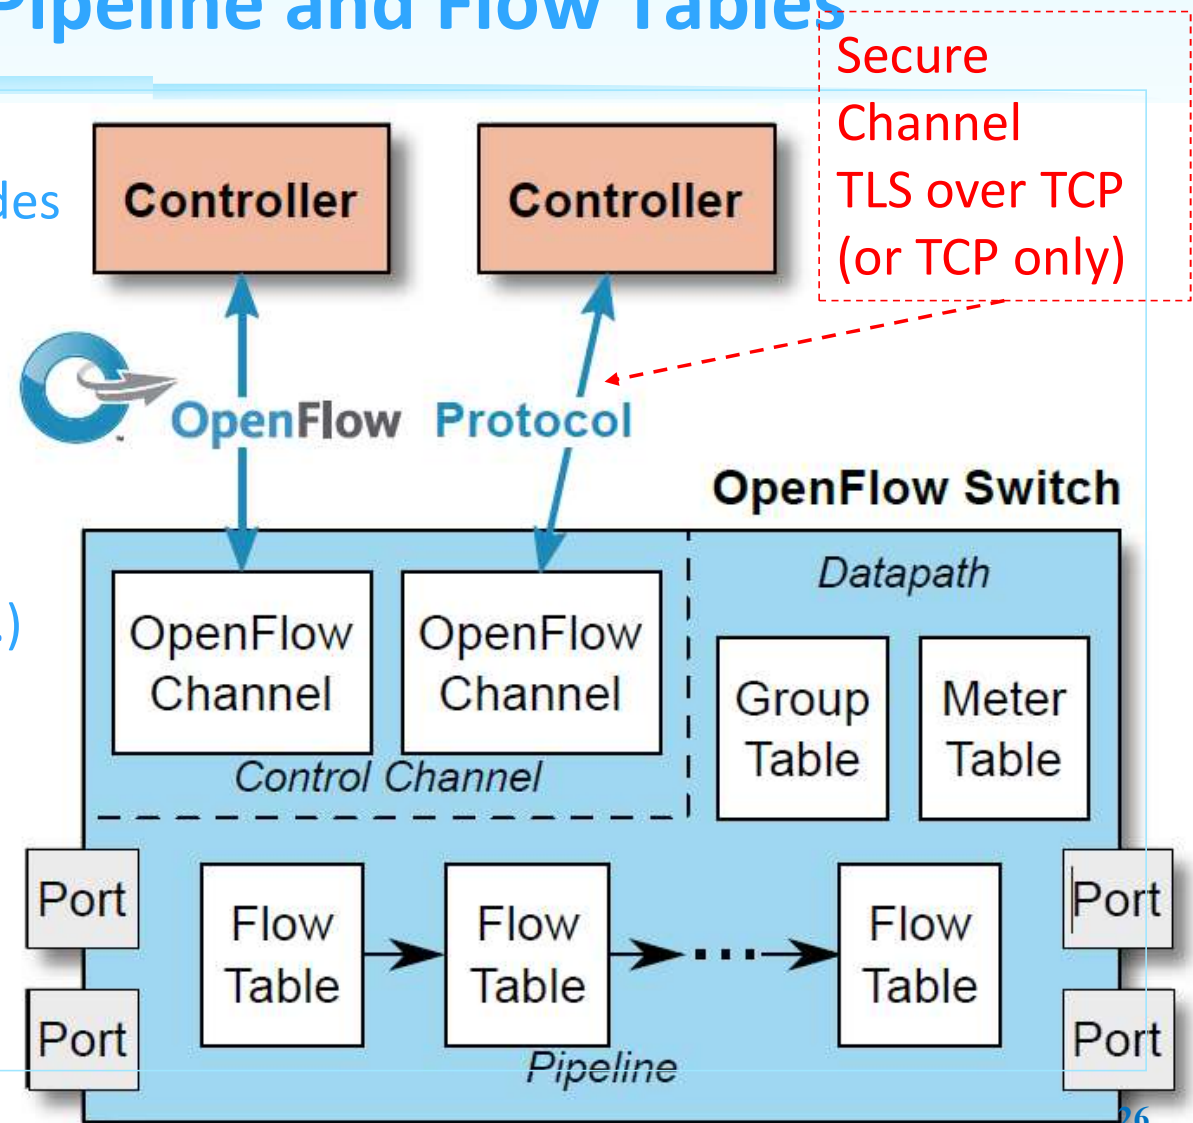 Pipeline and Flow Tables
Secure
Channel
TLS over TCP
(or TCP only)
Controller
Controller
OpenFlow Protocol
™
OpenFlow Switch
OpenFlow
Channel
OpenFlow
Channel
Control Channel
Datapath
Group
Table
Meter
Table
Port
Port
Flow
Table
Flow
Table
...
Flow
Table
Port
Port
Pipeline
26